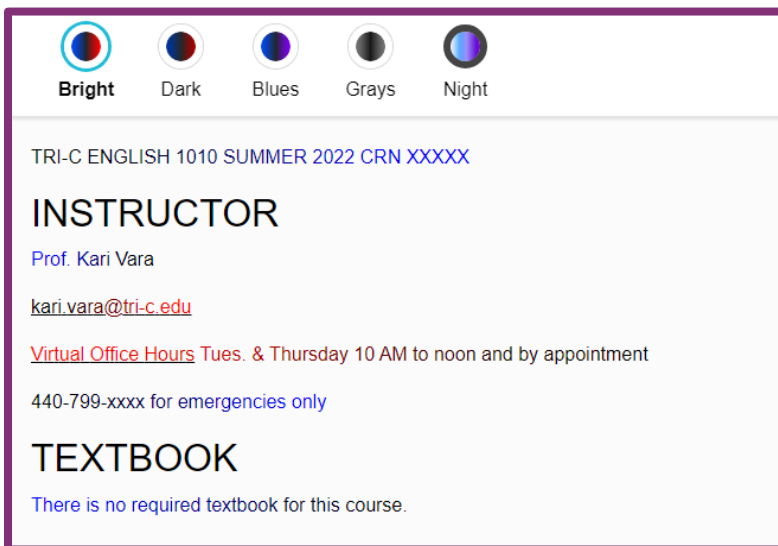 Bright Dark Blues Grays Night
TRI-C ENGLISH 1010 SUMMER 2022 CRN XXXXX
INSTRUCTOR
Prof. Kari Vara
kari.vara@tri-c.edu
Virtual Office Hours Tues. & Thursday 10 AM to noon and by appointment
440-799-xxxx for emergencies only
TEXTBOOK
There is no required textbook for this course.